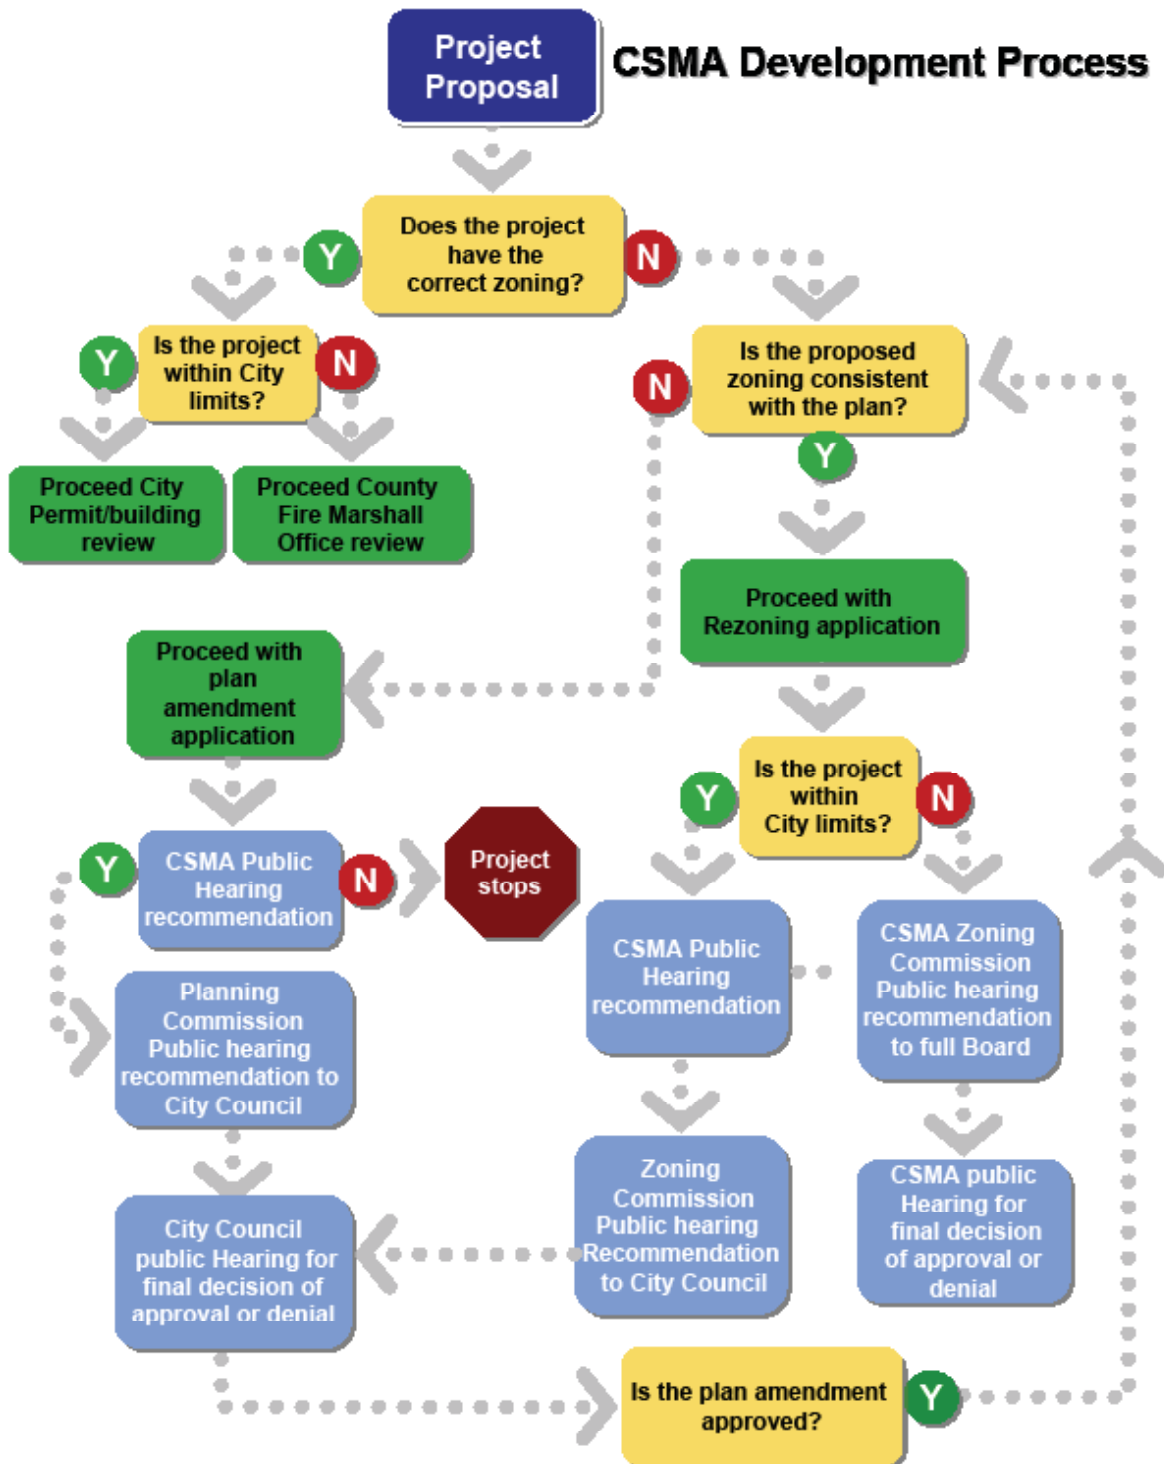 Project
Proposal
CSMA Development Process
Does the project
have the
correct zoning?
Y
N
Is the project
within City
limits?
Y
N
Is the proposed
zoning consistent
with the plan?
N
Y
Proceed City
Permit/building
review
Proceed County
Fire Marshall
Office review
Proceed with
Rezoning application
Proceed with
plan
amendment
application
Is the project
within
City limits?
Y
N
CSMA Public
Hearing
recommendation
Y
N
Project
stops
CSMA Public
Hearing
recommendation
CSMA Zoning
Commission
Public hearing
recommendation
to full Board
Planning
Commission
Public hearing
recommendation to
City Council
Zoning
Commission
Public hearing
Recommendation
to City Council
CSMA public
Hearing for
final decision
of approval or
denial
City Council
public Hearing for
final decision of
approval or denial
Is the plan amendment
approved?
Y